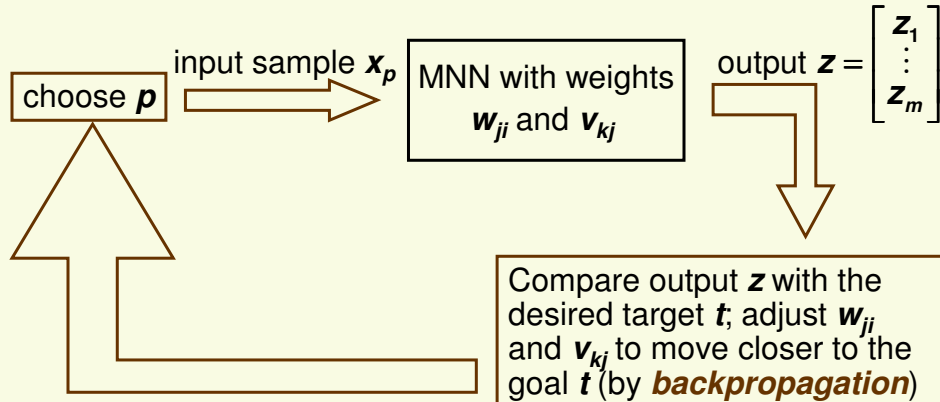 choose p
input sample x_p
MNN with weights
w_ji and v_kj
output z = [z_1 ⋮ z_m]
Compare output z with the
desired target t; adjust w_ji
and v_kj to move closer to the
goal t (by backpropagation)